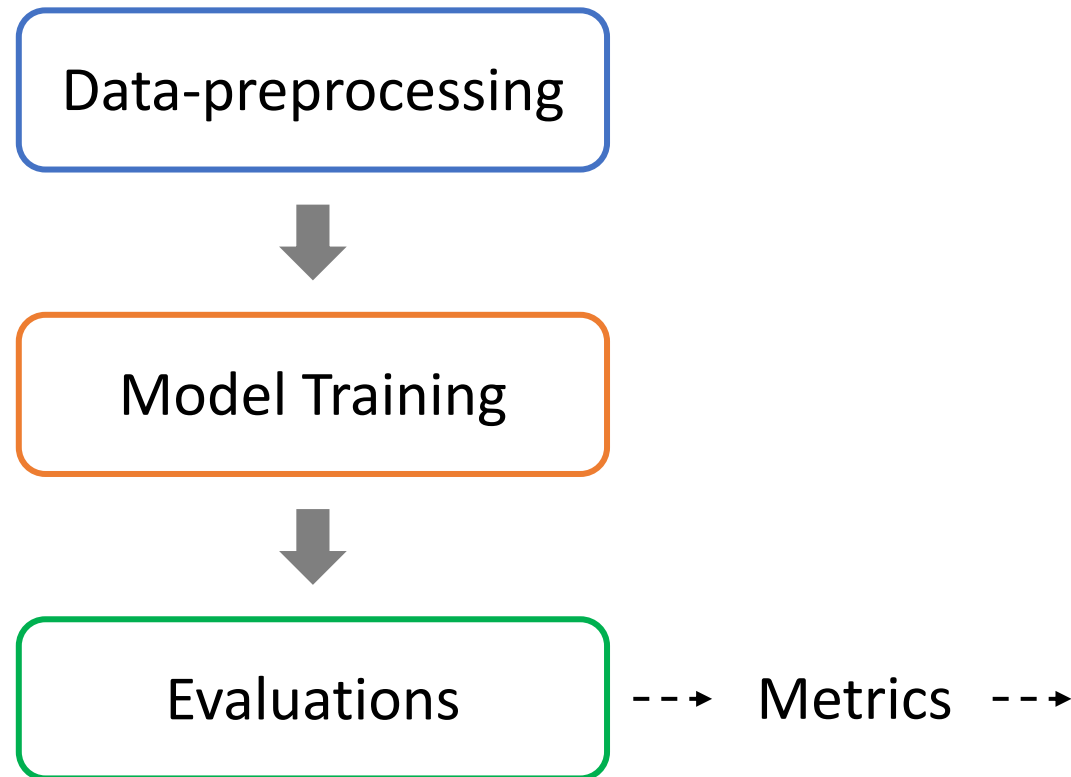 Data-preprocessing
Model Training
Evaluations
Metrics